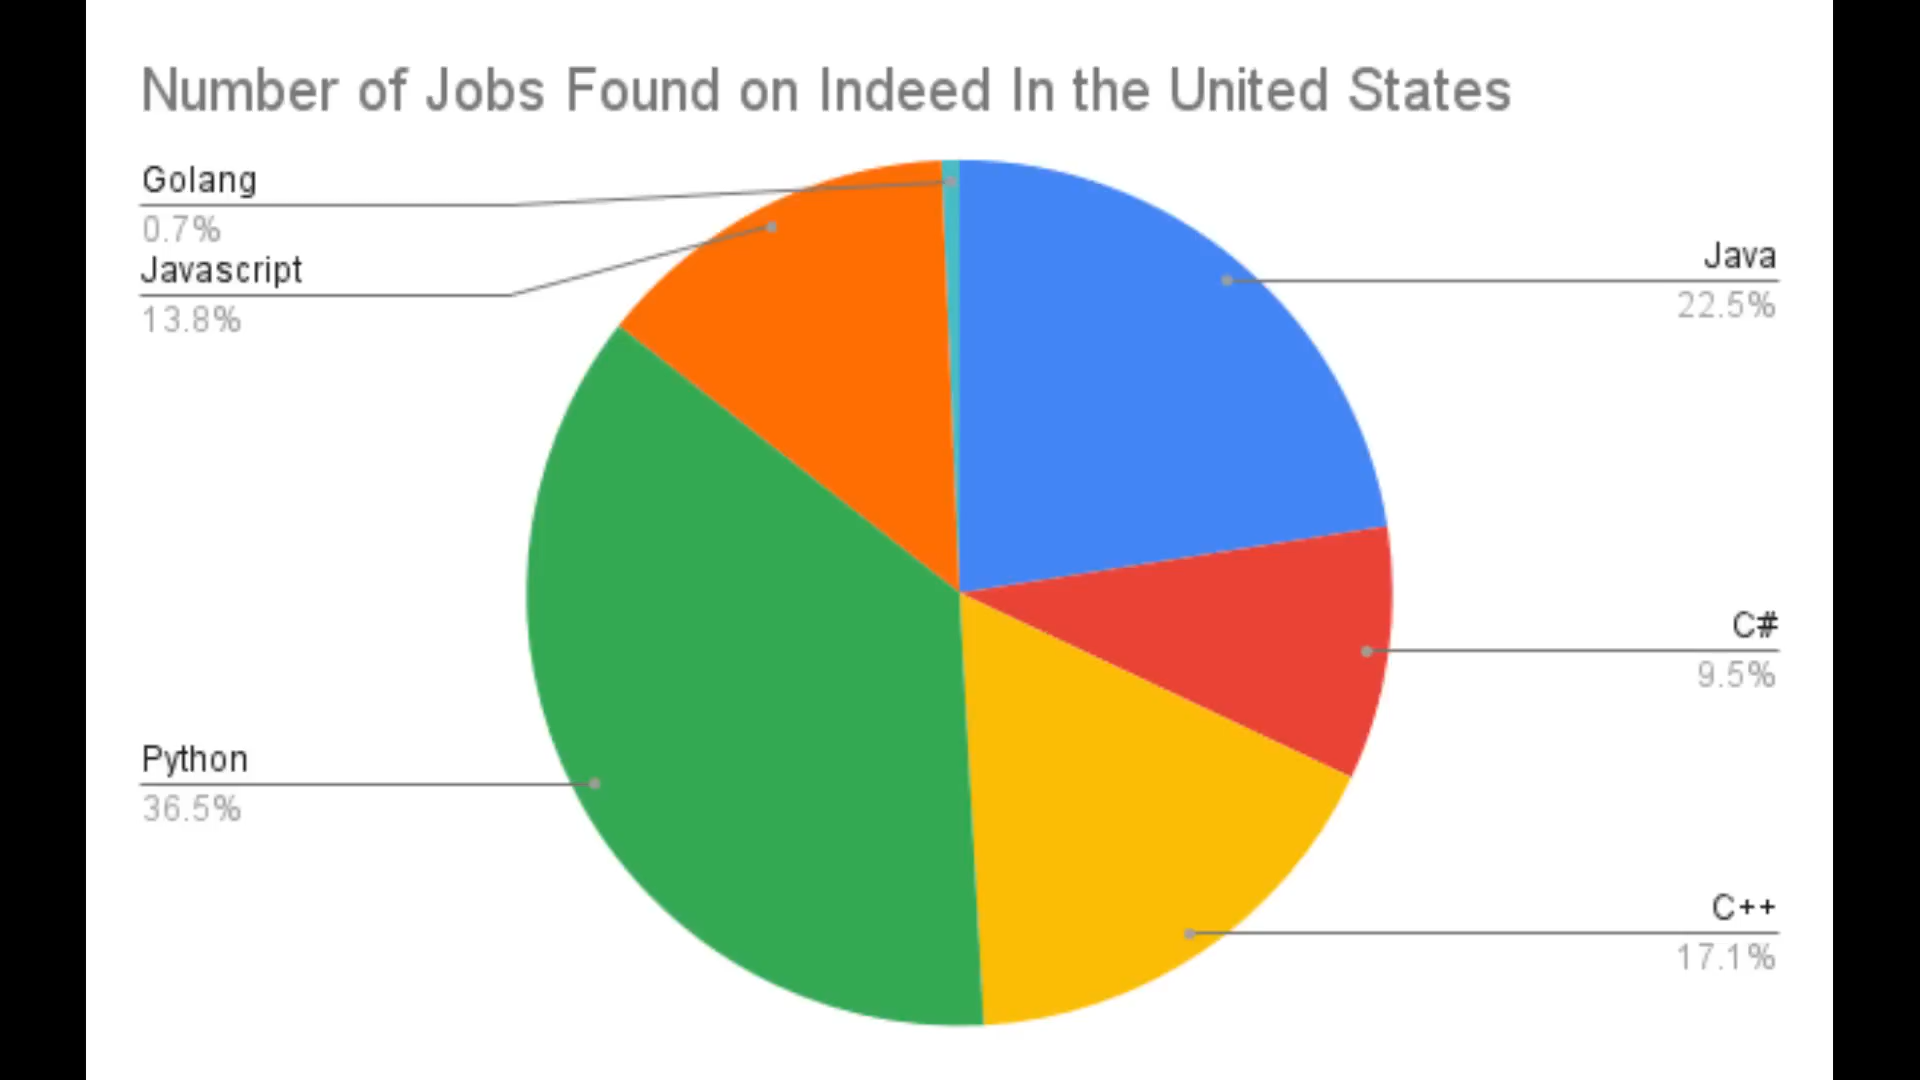 Number of Jobs Found on Indeed In the United States
Golang
0.7%
Javascript
13.8%
Python
36.5%
Java
22.5%
C#
9.5%
C++
17.1%